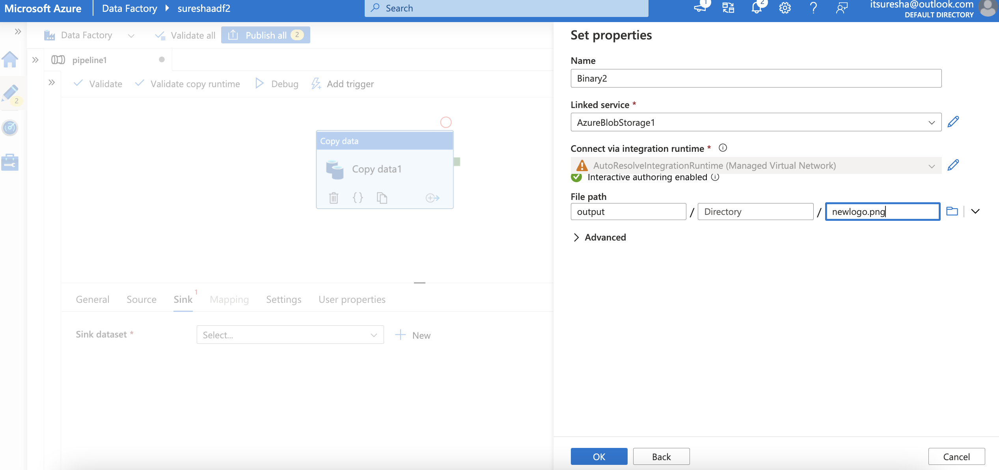 Microsoft Azure
Data Factory
sureshaadf2
Search
1
2
itsuresha@outlook.com
DEFAULT DIRECTORY
Data Factory
Validate all
Publish all
2
pipeline1
Validate
Validate copy runtime
Debug
Add trigger
2
Copy data
Copy data1
General
Source
Sink
1
Mapping
Settings
User properties
Sink dataset *
Select...
New
Set properties
Name
Binary2
Linked service *
AzureBlobStorage1
Connect via integration runtime *
AutoResolveIntegrationRuntime (Managed Virtual Network)
Interactive authoring enabled
File path
output / Directory / newlogo.png
Advanced
OK
Back
Cancel